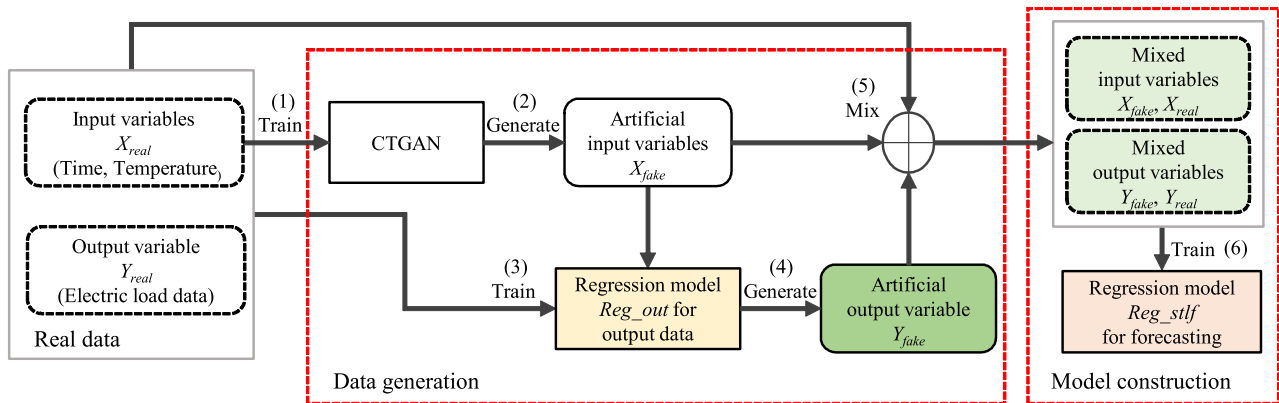 Input variables
X_real
(Time, Temperature)
Output variable
Y_real
(Electric load data)
Real data
(1)
Train
CTGAN
(2)
Generate
Artificial
input variables
X_fake
(3)
Train
Regression model
Reg_out for
output data
(4)
Generate
Artificial
output variable
Y_fake
(5)
Mix
Data generation
Mixed
input variables
X_fake, X_real
Mixed
output variables
Y_fake, Y_real
Train (6)
Regression model
Reg_stlf
for forecasting
Model construction